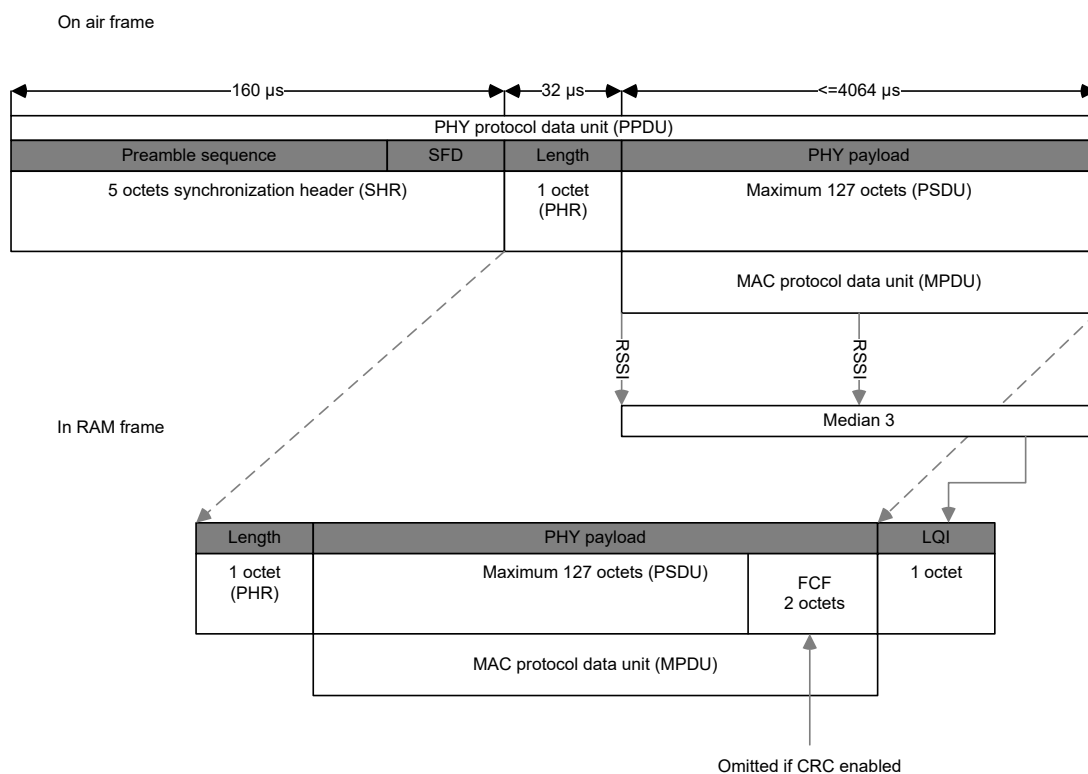 On air frame
160 µs
32 µs
<=4064 µs
PHY protocol data unit (PPDU)
Preamble sequence
SFD
Length
PHY payload
5 octets synchronization header (SHR)
1 octet
(PHR)
Maximum 127 octets (PSDU)
MAC protocol data unit (MPDU)
RSSI
RSSI
In RAM frame
Median 3
Length
PHY payload
LQI
1 octet
(PHR)
Maximum 127 octets (PSDU)
FCF
2 octets
1 octet
MAC protocol data unit (MPDU)
Omitted if CRC enabled